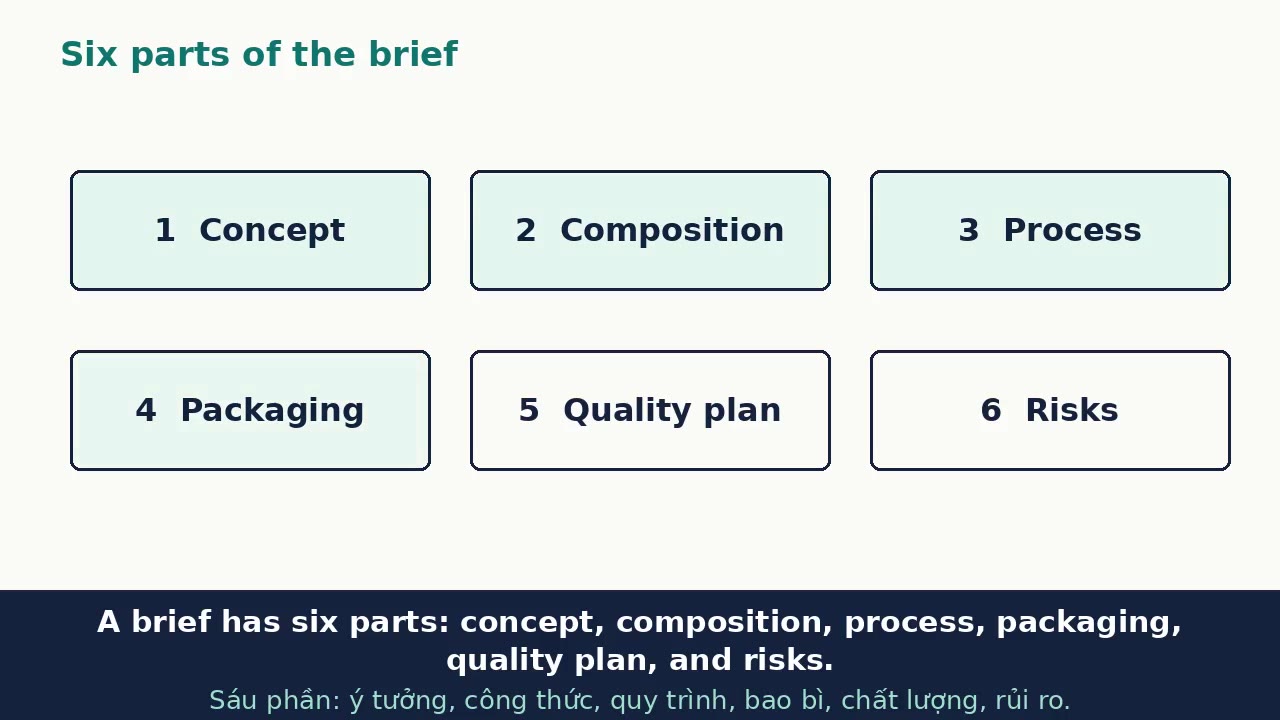 Six parts of the brief
1 Concept
2 Composition
3 Process
4 Packaging
5 Quality plan
6 Risks
A brief has six parts: concept, composition, process, packaging,
quality plan, and risks.
Sáu phần: ý tưởng, công thức, quy trình, bao bì, chất lượng, rủi ro.